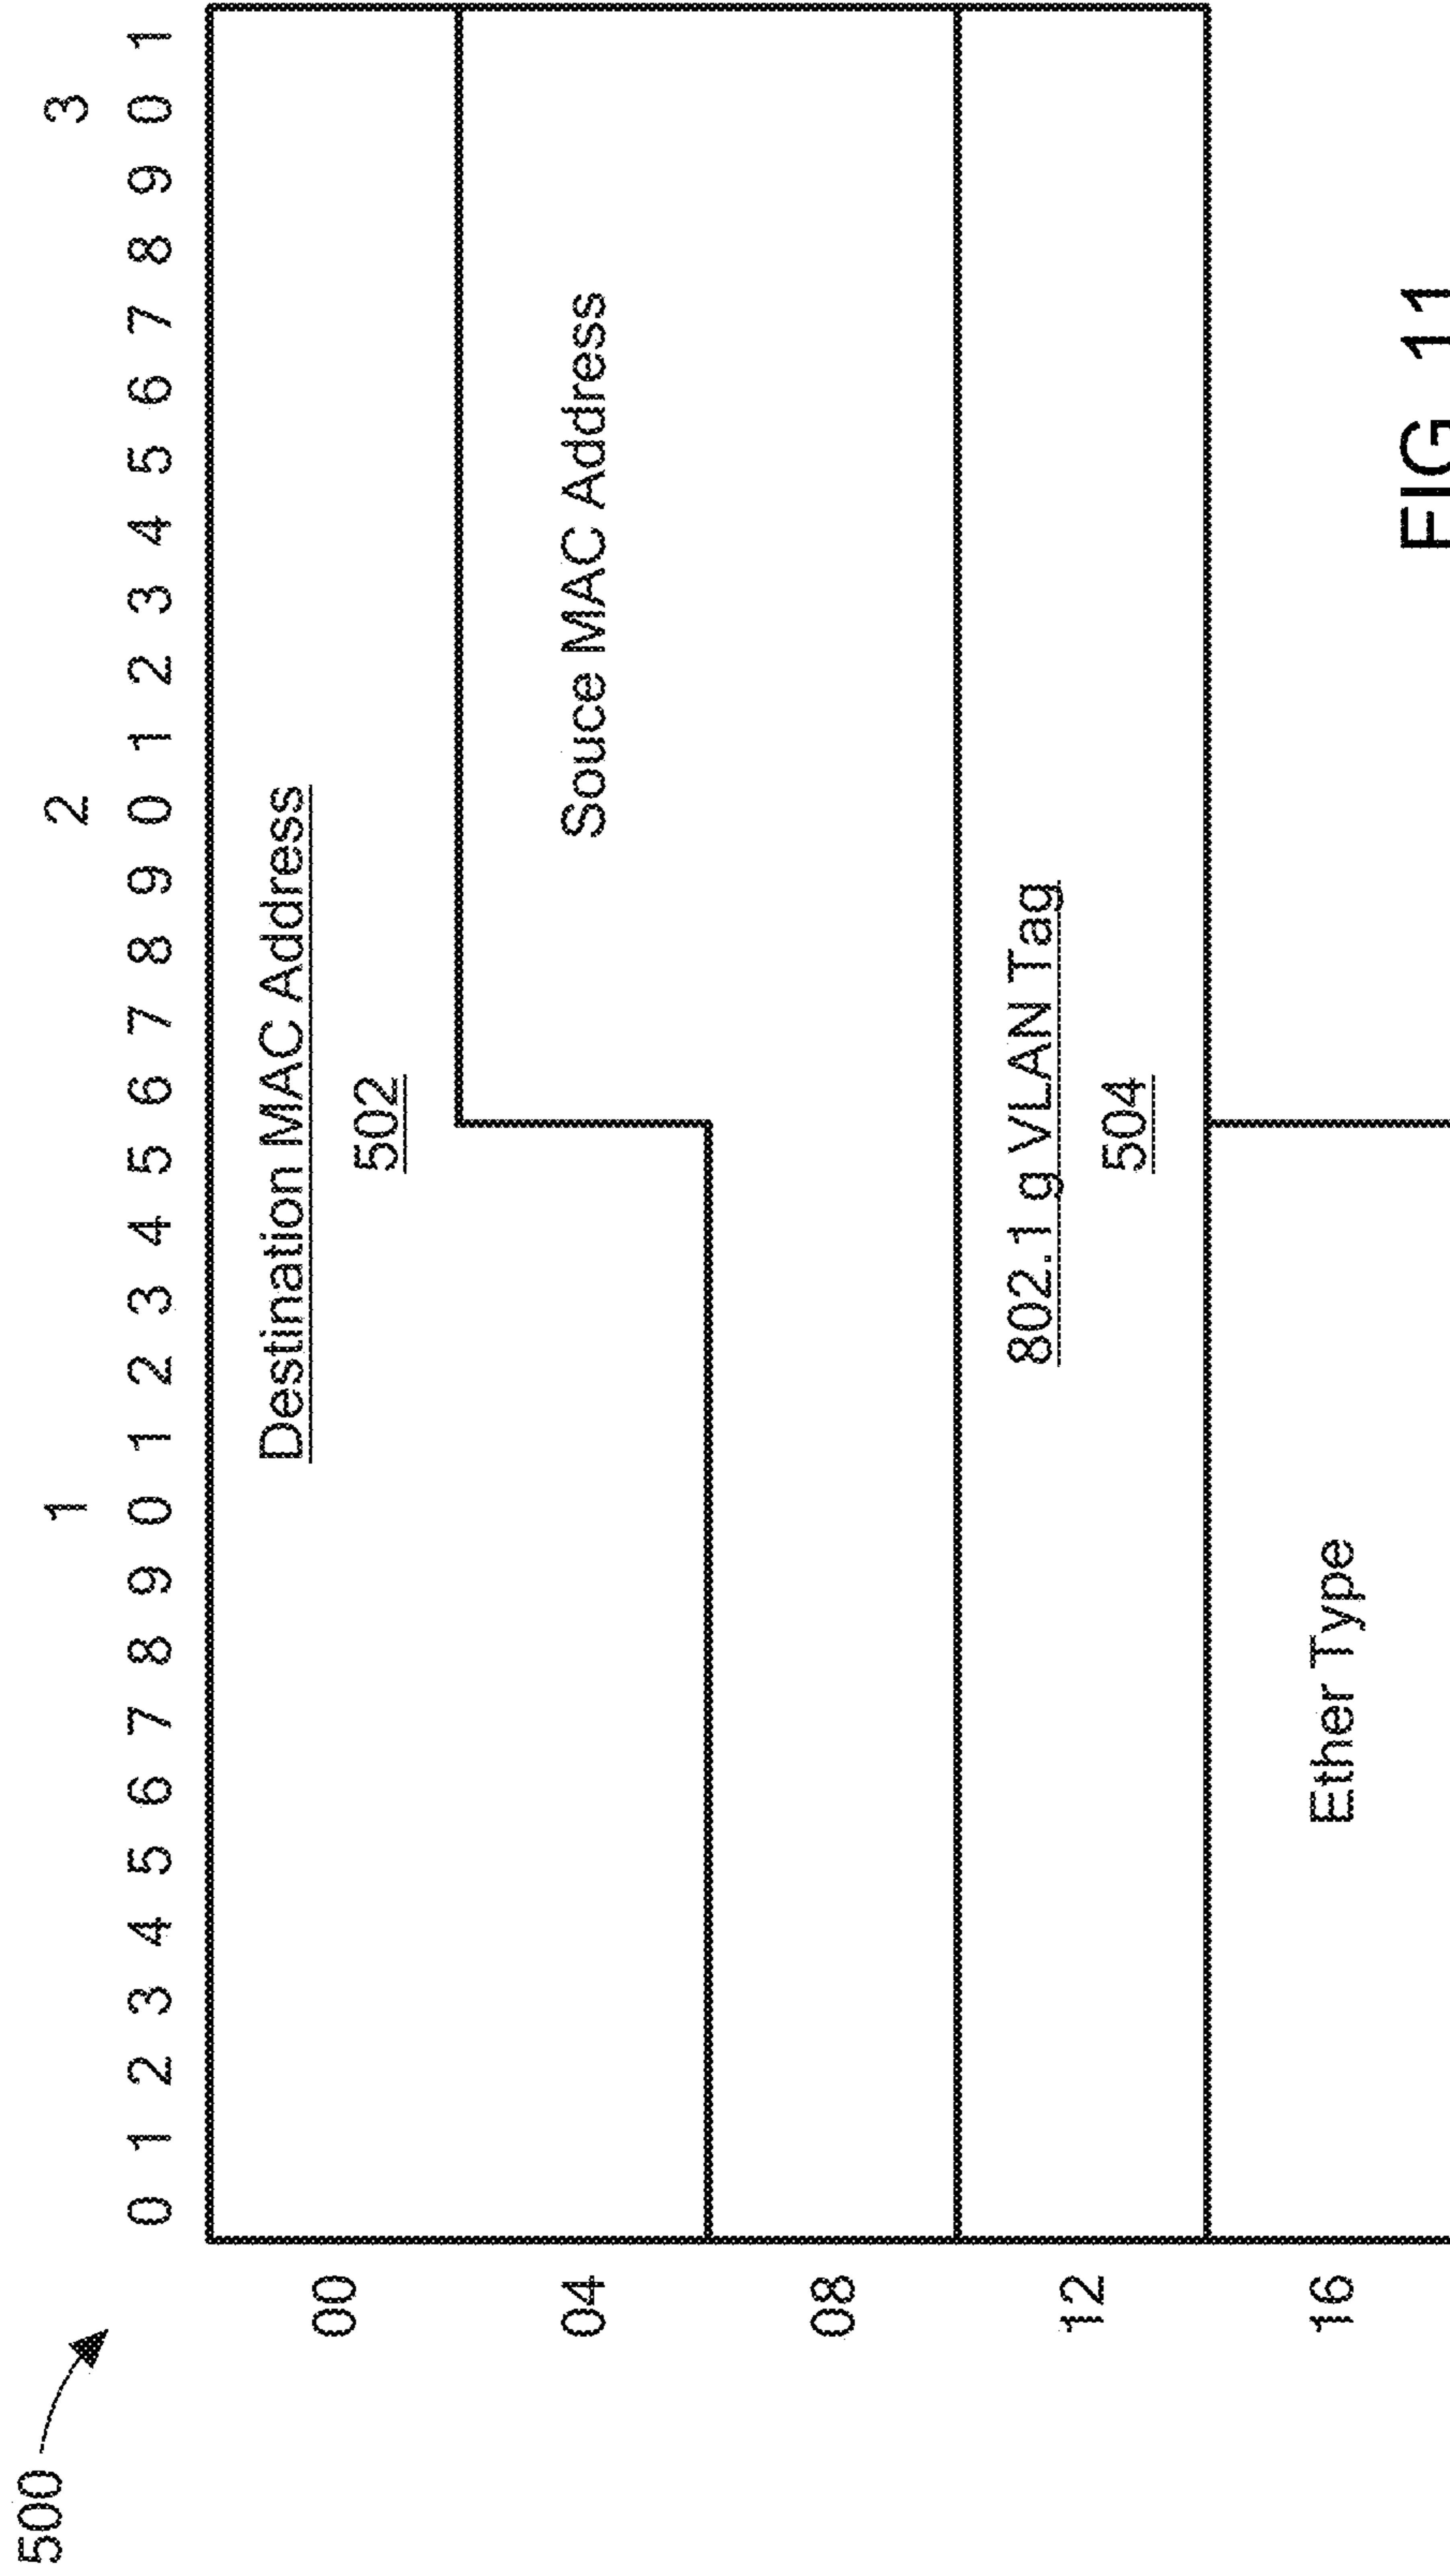 500
1 2 3
0 1 2 3 4 5 6 7 8 9 0 1 2 3 4 5 6 7 8 9 0 1 2 3 4 5 6 7 8 9 0 1
00
Destination MAC Address
502
04
Souce MAC Address
08
12
802.1 g VLAN Tag
504
16
Ether Type
FIG. 11